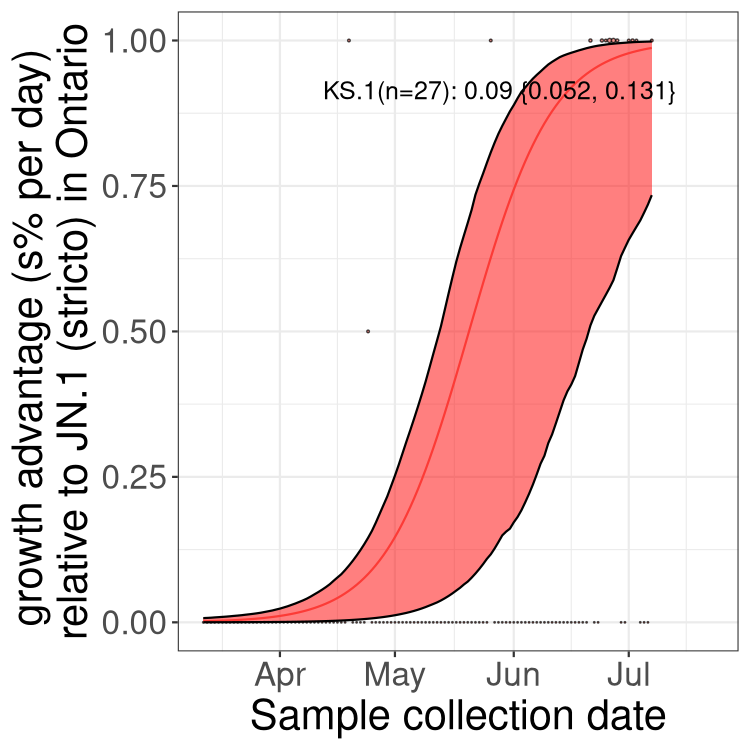 growth advantage (s% per day)
relative to JN.1 (stricto) in Ontario
1.00
0.75
0.50
0.25
0.00
KS.1(n=27): 0.09 {0.052, 0.131}
Apr May Jun Jul
Sample collection date